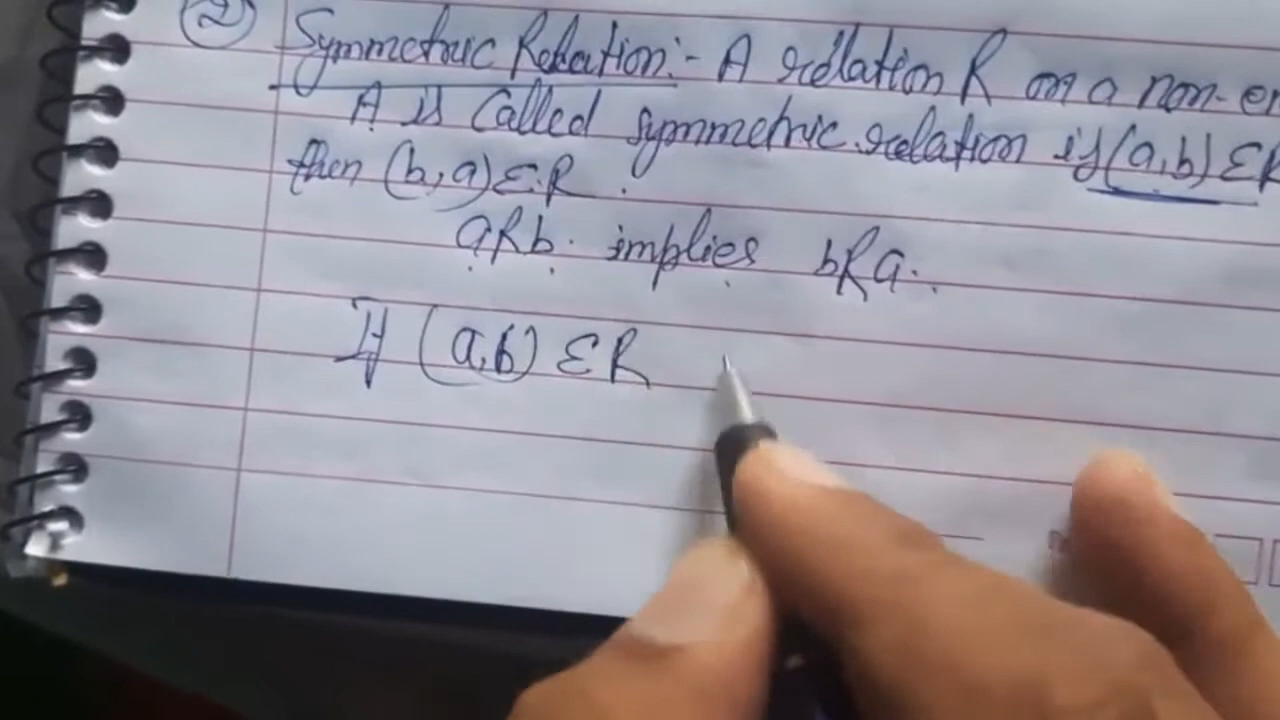 ② Symmetric Relation:- A relation R on a non-
A is called symmetric relation if (a,b) ∈ R
then (b,a) ∈ R.
aRb. implies bRa.
If (a,b) ∈ R